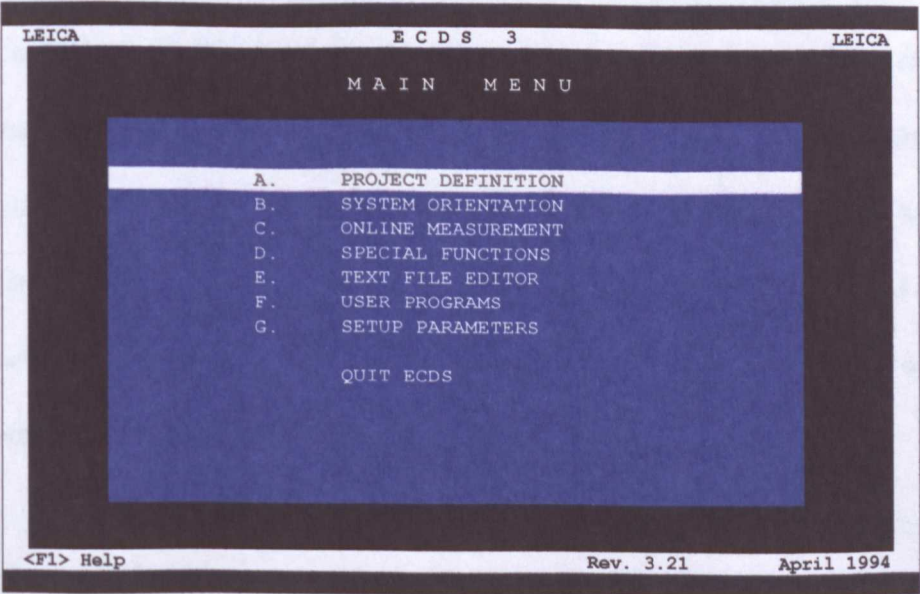 LEICA E C D S 3 LEICA
M A I N M E N U
A. PROJECT DEFINITION
B. SYSTEM ORIENTATION
C. ONLINE MEASUREMENT
D. SPECIAL FUNCTIONS
E. TEXT FILE EDITOR
F. USER PROGRAMS
G. SETUP PARAMETERS
QUIT ECDS
<F1> Help Rev. 3.21 April 1994